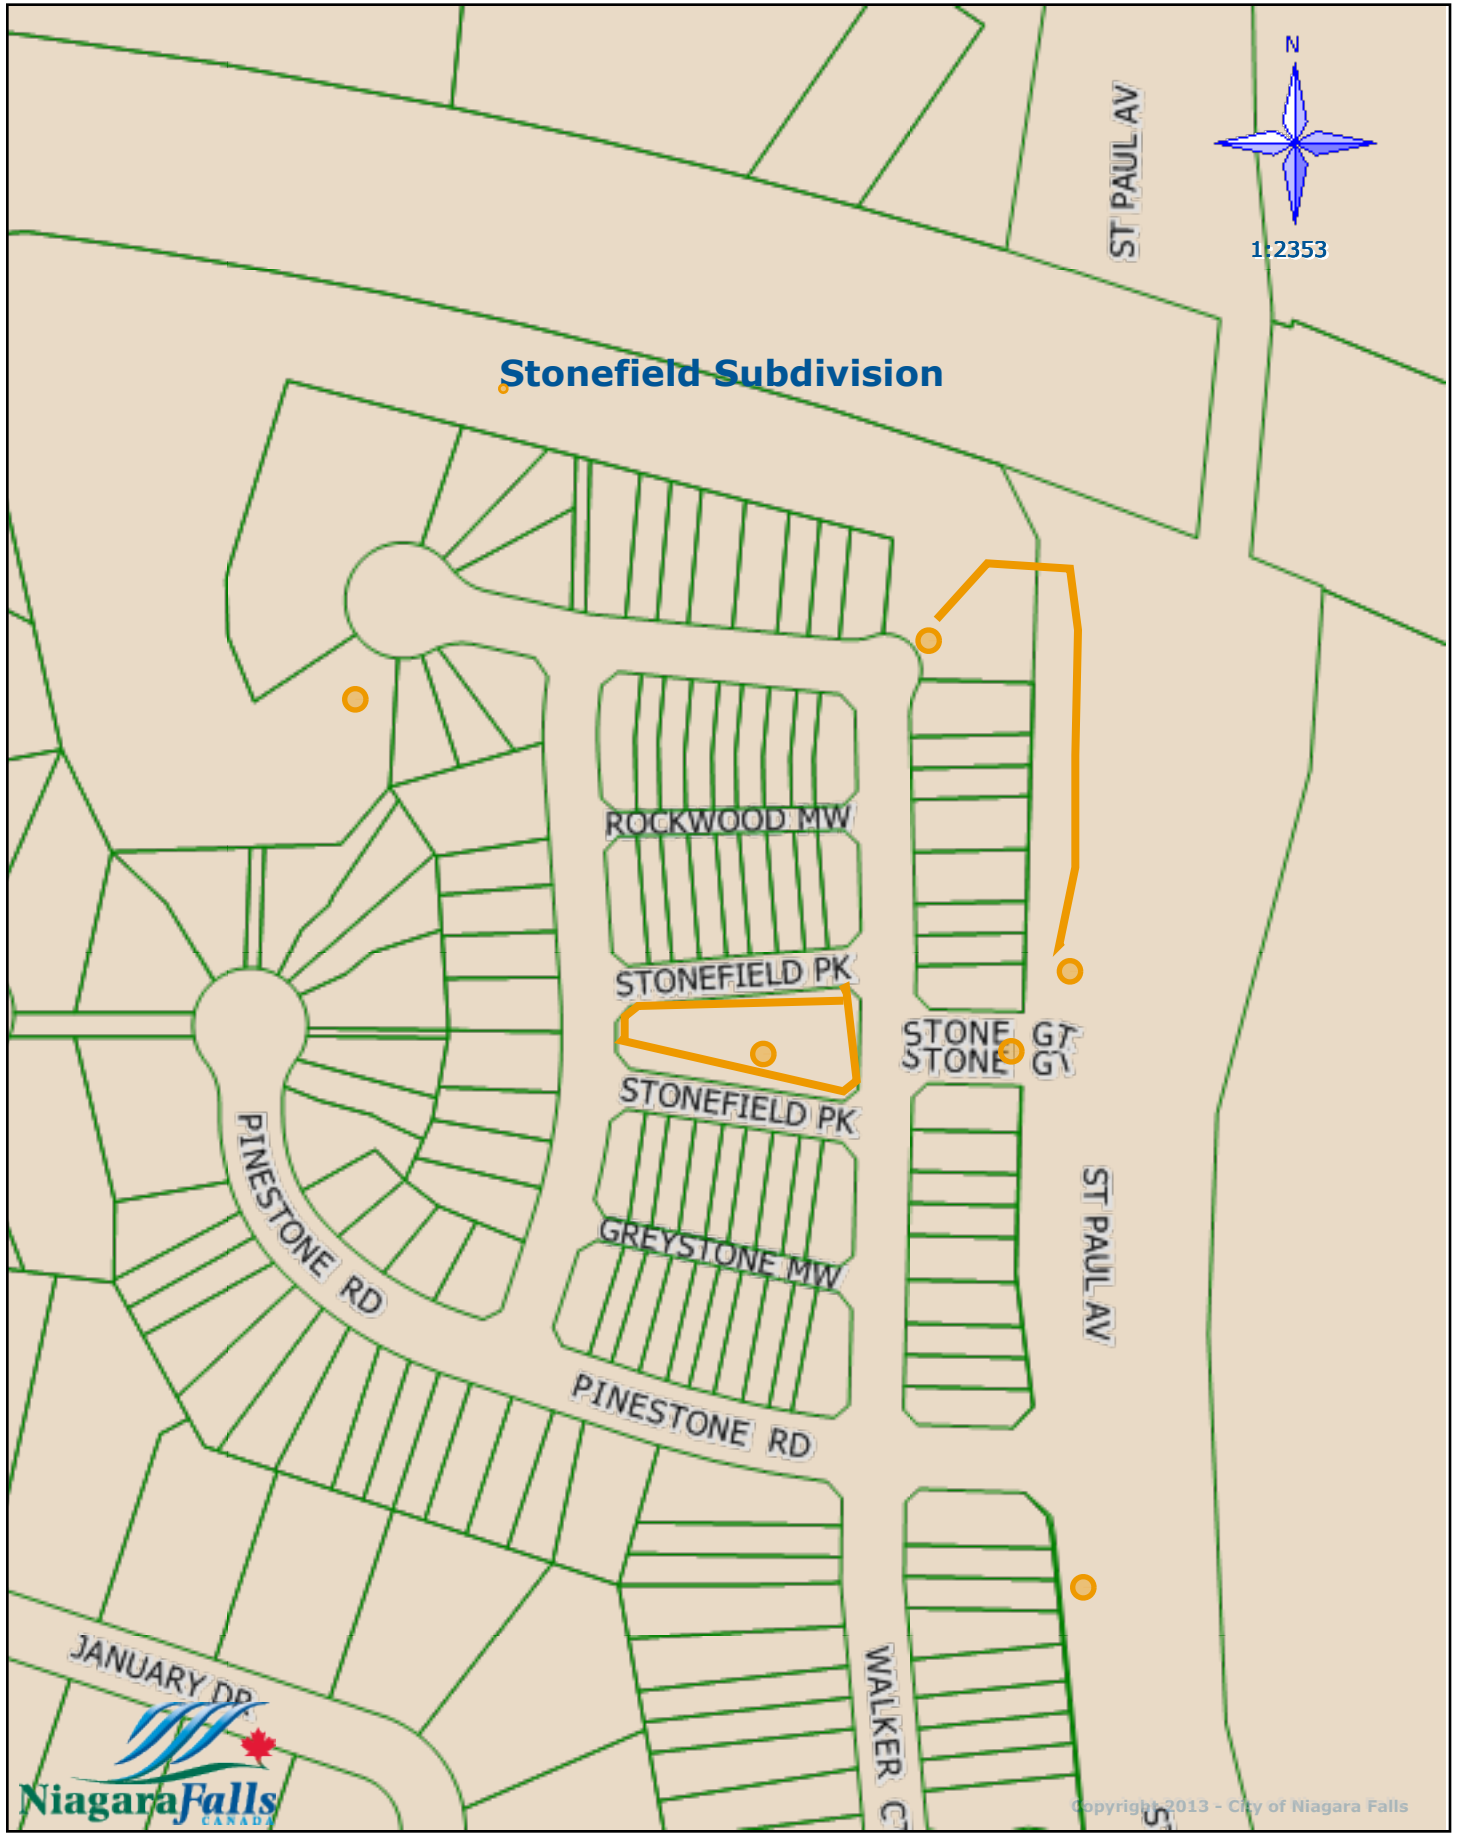 N
ST PAUL AV
1:2353
Stonefield Subdivision
ROCKWOOD MW
STONEFIELD PK
STONE GT
STONE GT
STONEFIELD PK
PINESTONE RD
ST PAUL AV
GREYSTONE MW
PINESTONE RD
JANUARY DR
WALKER CT
NiagaraFalls
CANADA
Copyright 2013 - City of Niagara Falls
ST